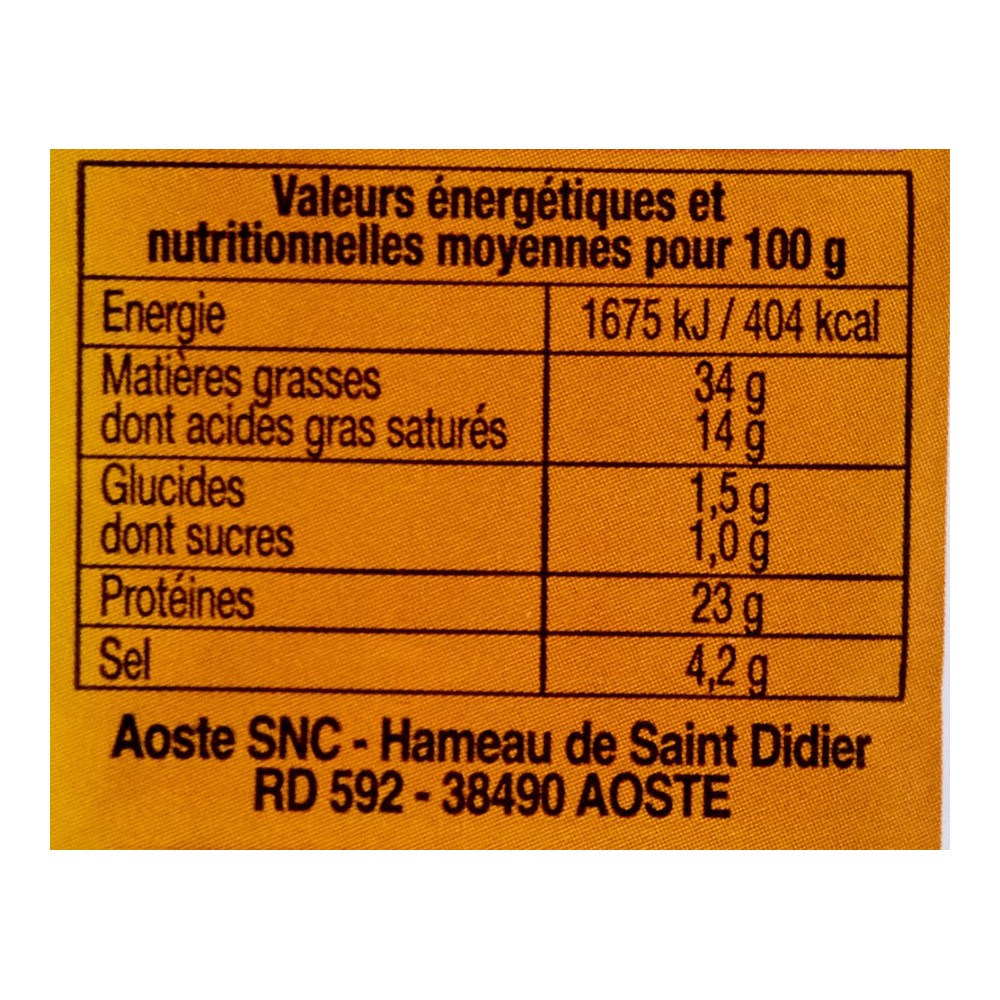 Valeurs énergétiques et
nutritionnelles moyennes pour 100 g
Energie 1675 kJ / 404 kcal
Matières grasses 34 g
dont acides gras saturés 14 g
Glucides 1,5 g
dont sucres 1,0 g
Protéines 23 g
Sel 4,2 g
Aoste SNC - Hameau de Saint Didier
RD 592 - 38490 AOSTE